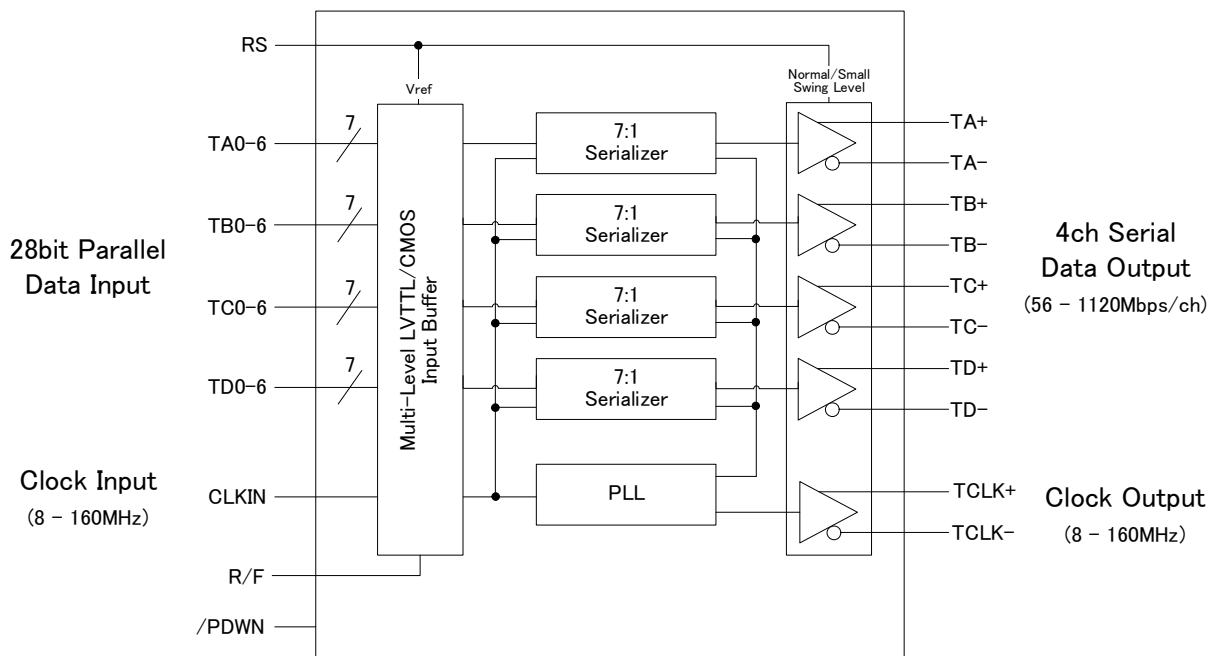 RS
Vref
Normal/Small
Swing Level
28bit Parallel
Data Input
TA0-6
7
TB0-6
7
TC0-6
7
TD0-6
7
Clock Input
(8 - 160MHz)
CLKIN
R/F
/PDWN
Multi-Level LVTTL/CMOS
Input Buffer
7:1
Serializer
7:1
Serializer
7:1
Serializer
7:1
Serializer
PLL
TA+
TA-
TB+
TB-
TC+
TC-
TD+
TD-
TCLK+
TCLK-
4ch Serial
Data Output
(56 - 1120Mbps/ch)
Clock Output
(8 - 160MHz)